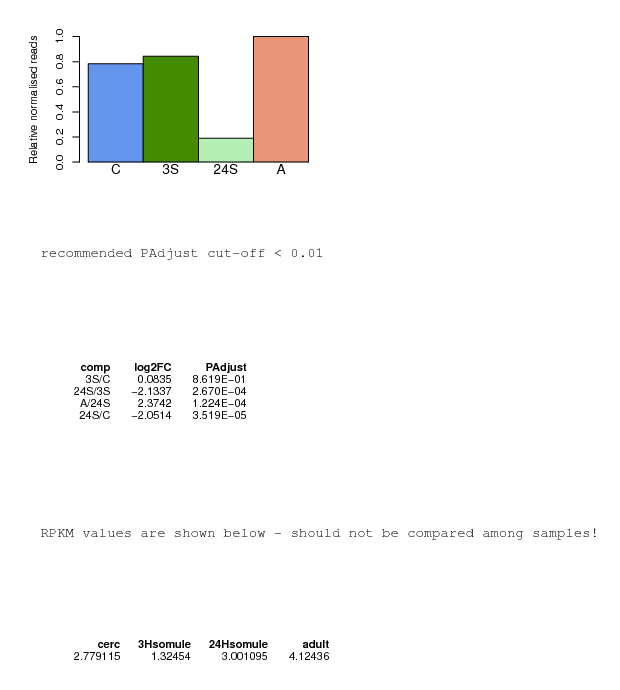 Relative normalised reads
1.0
0.8
0.6
0.4
0.2
0.0
C 3S 24S A
recommended PAdjust cut-off < 0.01
comp log2FC PAdjust
3S/C 0.0835 8.619E−01
24S/3S −2.1337 2.670E−04
A/24S 2.3742 1.224E−04
24S/C −2.0514 3.519E−05
RPKM values are shown below - should not be compared among samples!
cerc 3Hsomule 24Hsomule adult
2.779115 1.32454 3.001095 4.12436